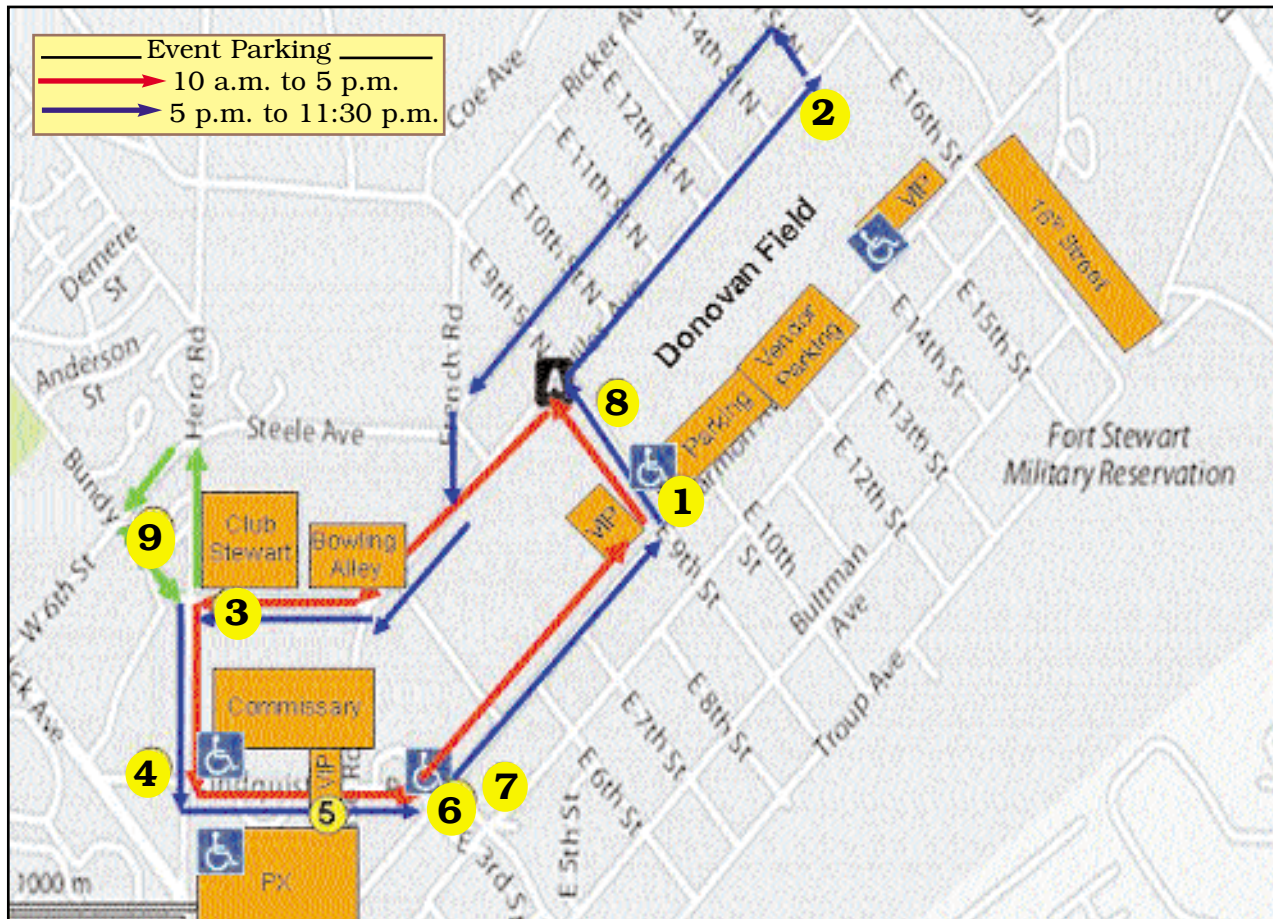 Event Parking
10 a.m. to 5 p.m.
5 p.m. to 11:30 p.m.
Coe Ave
Ricker Av
E 14th St N
E 12th St N
E 11th St N
E 10th St N
E 9th St N
E 16th St
2
VIP
16th Street
Donovan Field
Demere
St
Anderson
St
Hero Rd
French Rd
Steele Ave
A
8
Vendor
Parking
Parking
E 15th St
E 14th St
E 13th St
E 12th St
E 10th
St
E 9th St
Fort Stewart
Military Reservation
Bundy
9
W 6th St
Club
Stewart
Bowling
Alley
VIP
1
3
Bultman
Ave
Troup Ave
E 8th St
E 7th St
E 6th St
E 5th St
E 3rd S
Commissary
VIP
Rd
ndquist
4
5
6
7
ick Ave
PX
1000 m